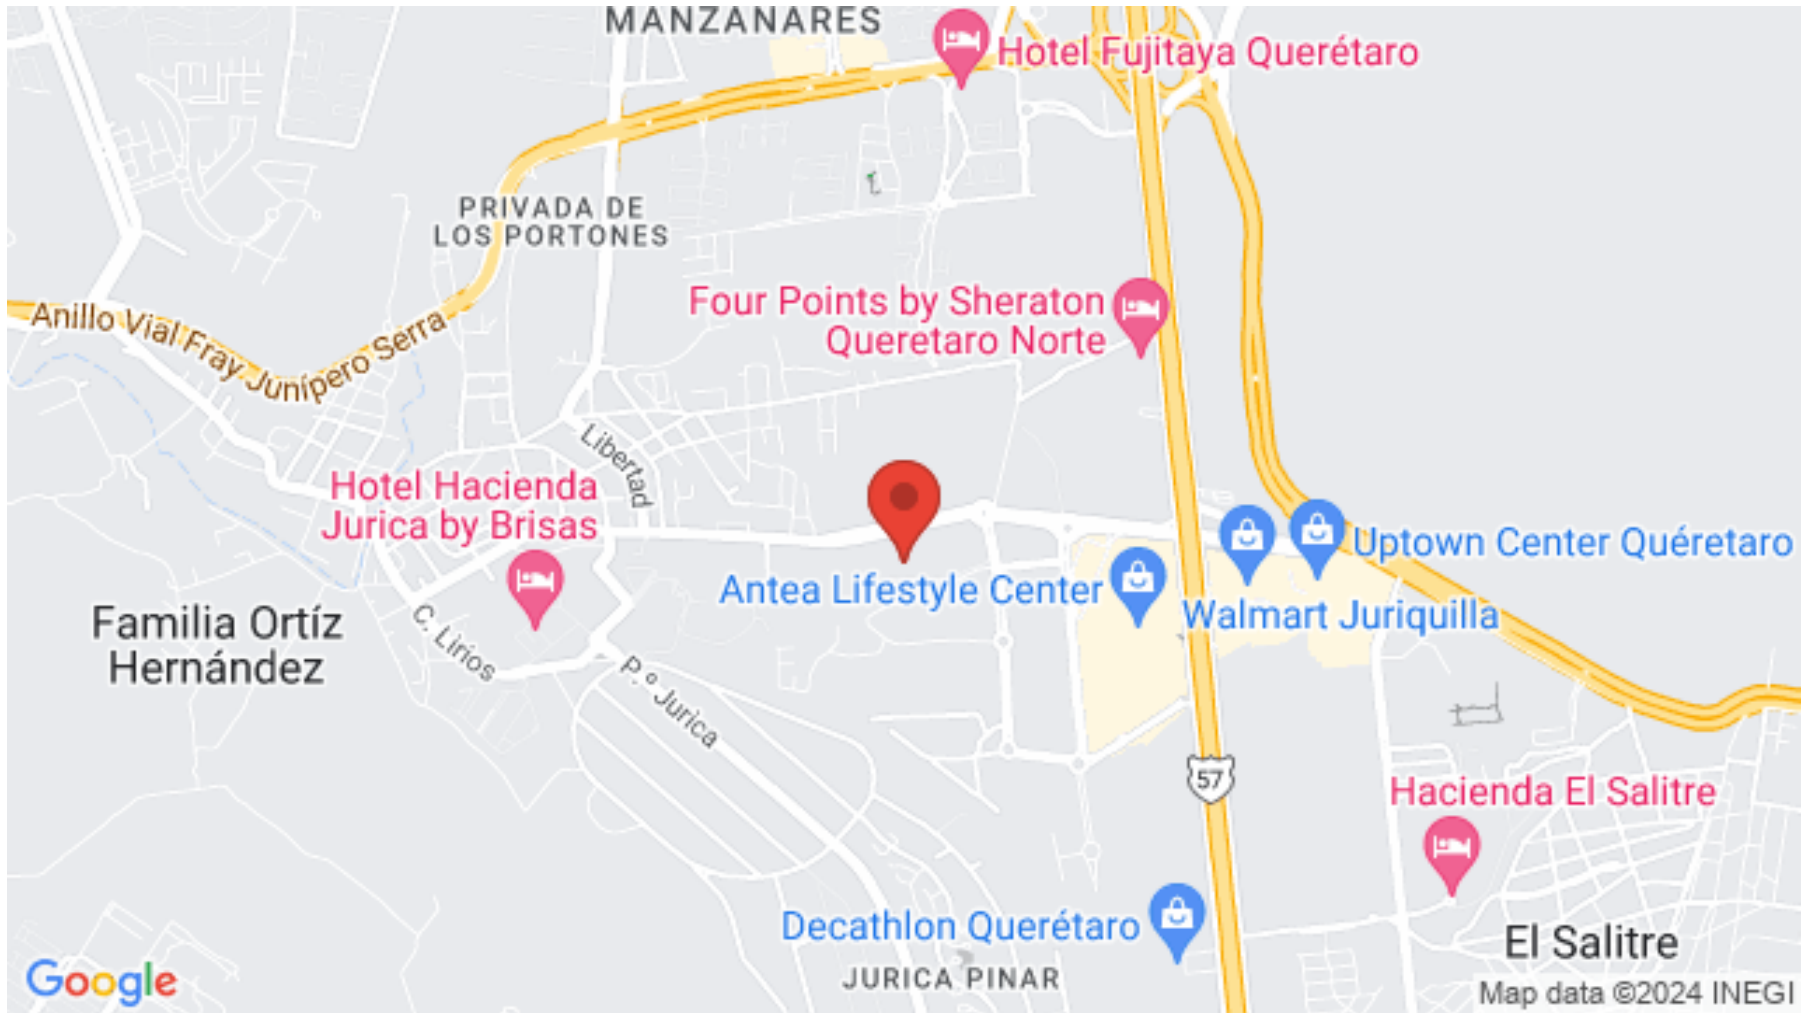 MANZANARES
Hotel Fujitaya Querétaro
PRIVADA DE
LOS PORTONES
Four Points by Sheraton
Queretaro Norte
Anillo Vial Fray Junípero Serra
Libertad
Hotel Hacienda
Jurica by Brisas
Uptown Center Quéretaro
Antea Lifestyle Center
Walmart Juriquilla
Familia Ortíz
Hernández
C. Lirios
P.º Jurica
57
Hacienda El Salitre
Decathlon Querétaro
El Salitre
JURICA PINAR
Google
Map data ©2024 INEGI